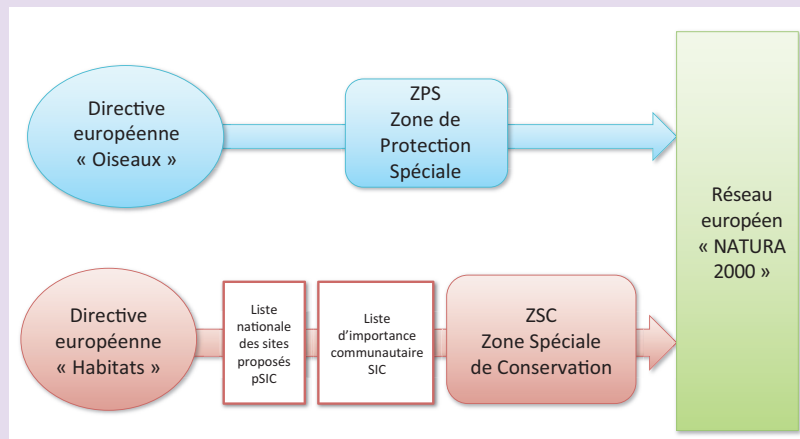 Directive
européenne
« Oiseaux »
ZPS
Zone de
Protection
Spéciale
Réseau
européen
« NATURA
2000 »
Directive
européenne
« Habitats »
Liste
nationale
des sites
proposés
pSIC
Liste
d’importance
communautaire
SIC
ZSC
Zone Spéciale
de Conservation